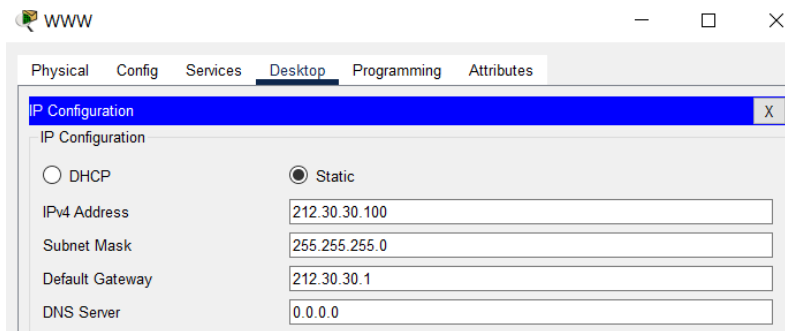 WWW
Physical Config Services Desktop Programming Attributes
IP Configuration
X
IP Configuration
DHCP Static
IPv4 Address 212.30.30.100
Subnet Mask 255.255.255.0
Default Gateway 212.30.30.1
DNS Server 0.0.0.0